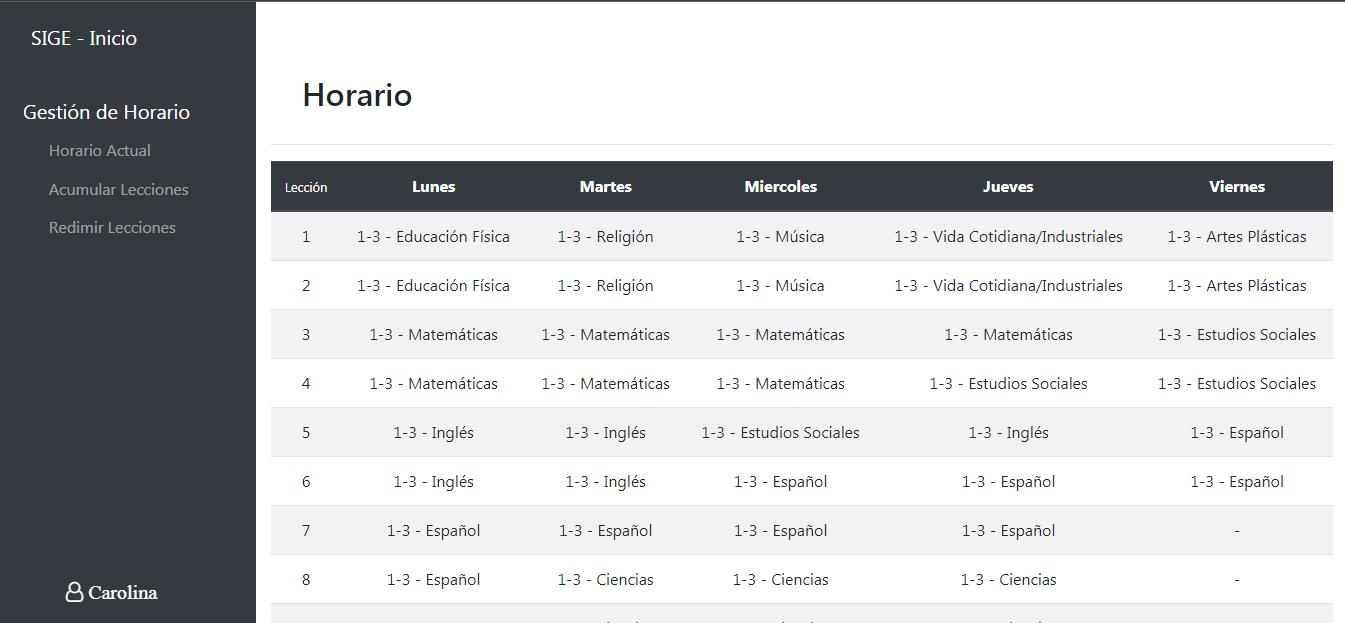 SIGE - Inicio
Gestión de Horario
Horario Actual
Acumular Lecciones
Redimir Lecciones
Carolina
Horario
Lección Lunes Martes Miercoles Jueves Viernes
1 1-3 - Educación Física 1-3 - Religión 1-3 - Música 1-3 - Vida Cotidiana/Industriales 1-3 - Artes Plásticas
2 1-3 - Educación Física 1-3 - Religión 1-3 - Música 1-3 - Vida Cotidiana/Industriales 1-3 - Artes Plásticas
3 1-3 - Matemáticas 1-3 - Matemáticas 1-3 - Matemáticas 1-3 - Matemáticas 1-3 - Estudios Sociales
4 1-3 - Matemáticas 1-3 - Matemáticas 1-3 - Matemáticas 1-3 - Estudios Sociales 1-3 - Estudios Sociales
5 1-3 - Inglés 1-3 - Inglés 1-3 - Estudios Sociales 1-3 - Inglés 1-3 - Español
6 1-3 - Inglés 1-3 - Inglés 1-3 - Español 1-3 - Español 1-3 - Español
7 1-3 - Español 1-3 - Español 1-3 - Español 1-3 - Español -
8 1-3 - Español 1-3 - Ciencias 1-3 - Ciencias 1-3 - Ciencias -